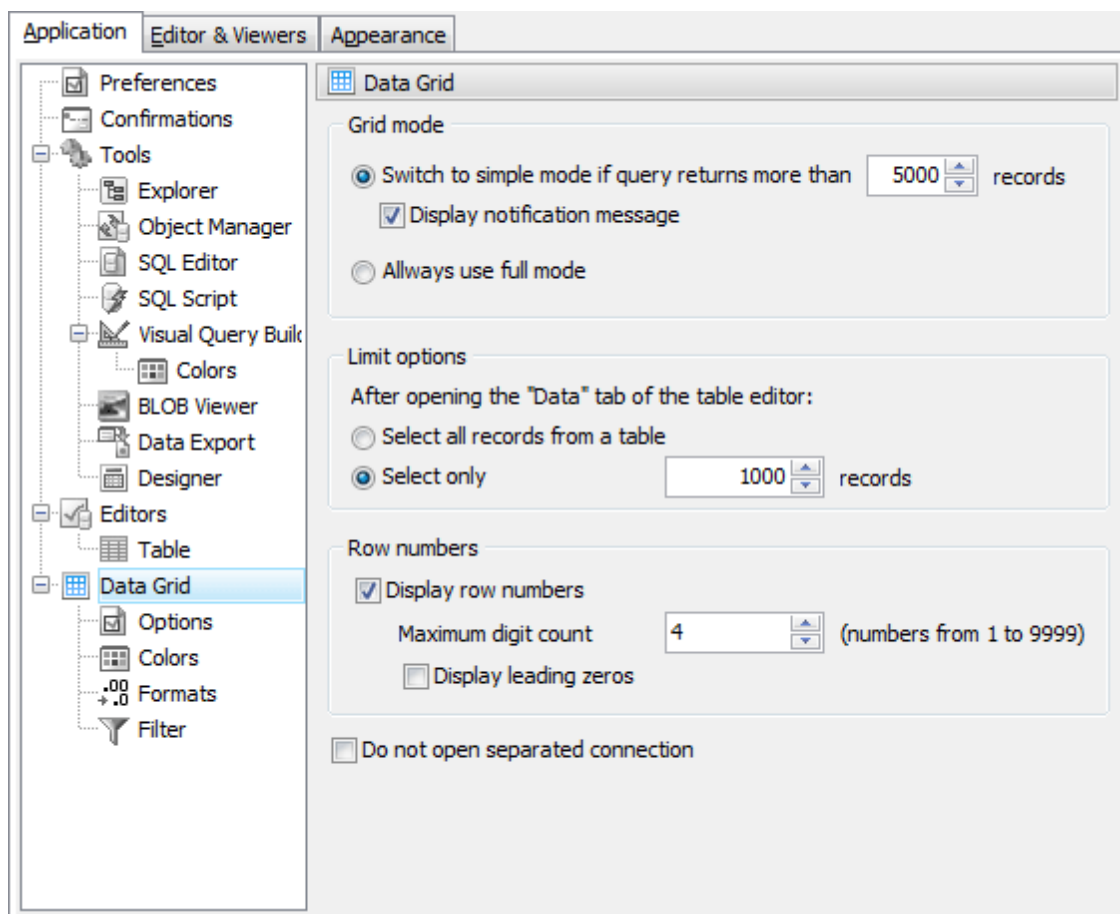 Application Editor & Viewers Appearance
Preferences
Confirmations
Tools
Explorer
Object Manager
SQL Editor
SQL Script
Visual Query Builc
Colors
BLOB Viewer
Data Export
Designer
Editors
Table
Data Grid
Options
Colors
Formats
Filter
Data Grid
Grid mode
Switch to simple mode if query returns more than 5000 records
Display notification message
Allways use full mode
Limit options
After opening the "Data" tab of the table editor:
Select all records from a table
Select only 1000 records
Row numbers
Display row numbers
Maximum digit count 4 (numbers from 1 to 9999)
Display leading zeros
Do not open separated connection